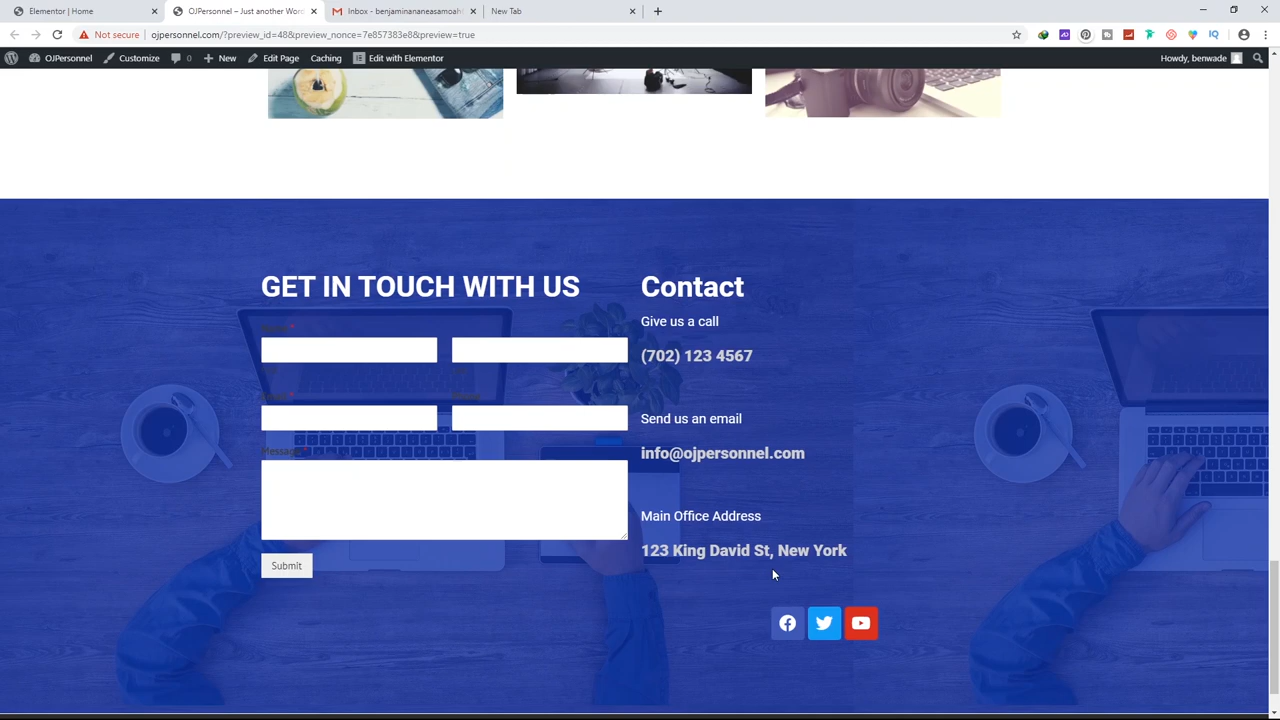 Elementor | Home
OJPersonnel – Just another Wor
Inbox - benjaminananeasamoah
New Tab
Not secure
ojpersonnel.com/?preview_id=48&preview_nonce=7e857383e8&preview=true
OJPersonnel
Customize
0
New
Edit Page
Caching
Edit with Elementor
Howdy, benwade
GET IN TOUCH WITH US
Message *
Submit
Contact
Give us a call
(702) 123 4567
Send us an email
info@ojpersonnel.com
Main Office Address
123 King David St, New York